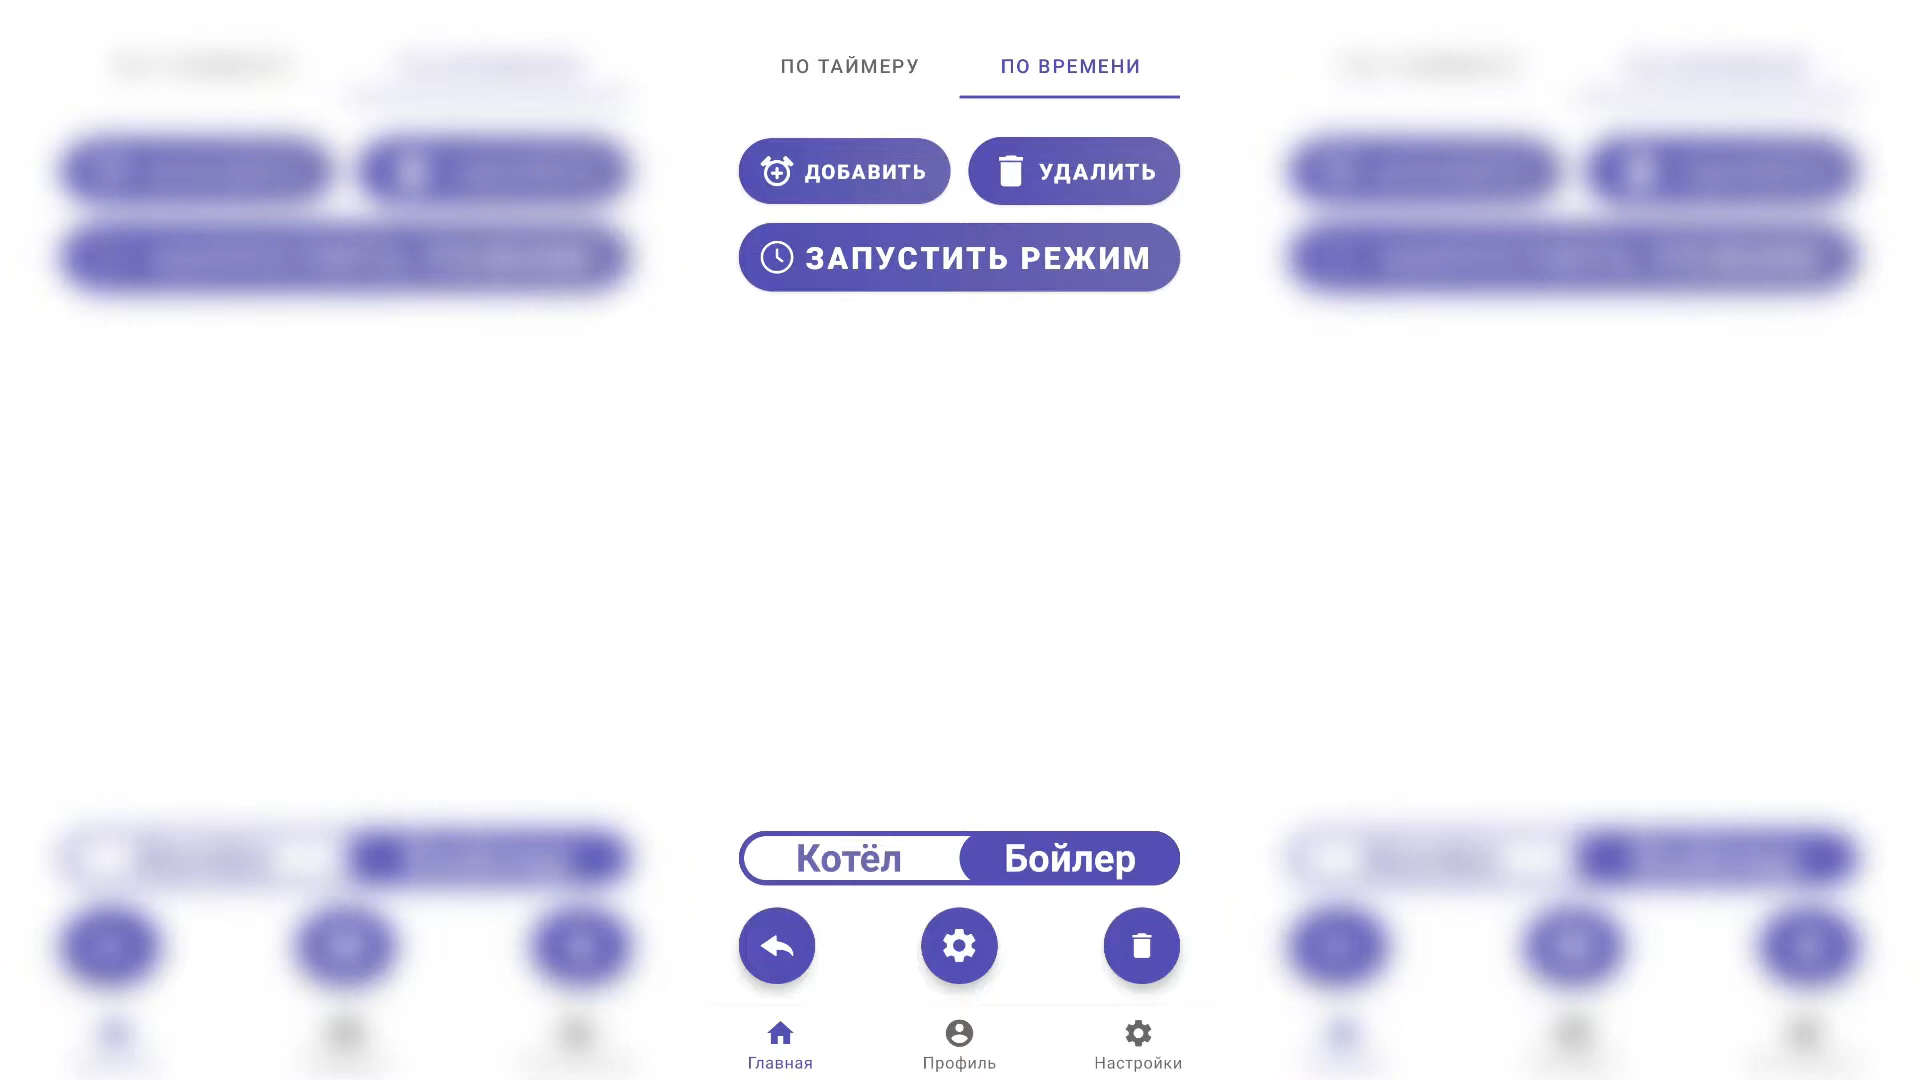 ПО ТАЙМЕРУ
ПО ВРЕМЕНИ
ДОБАВИТЬ
УДАЛИТЬ
ЗАПУСТИТЬ РЕЖИМ
Котёл
Бойлер
Главная
Профиль
Настройки